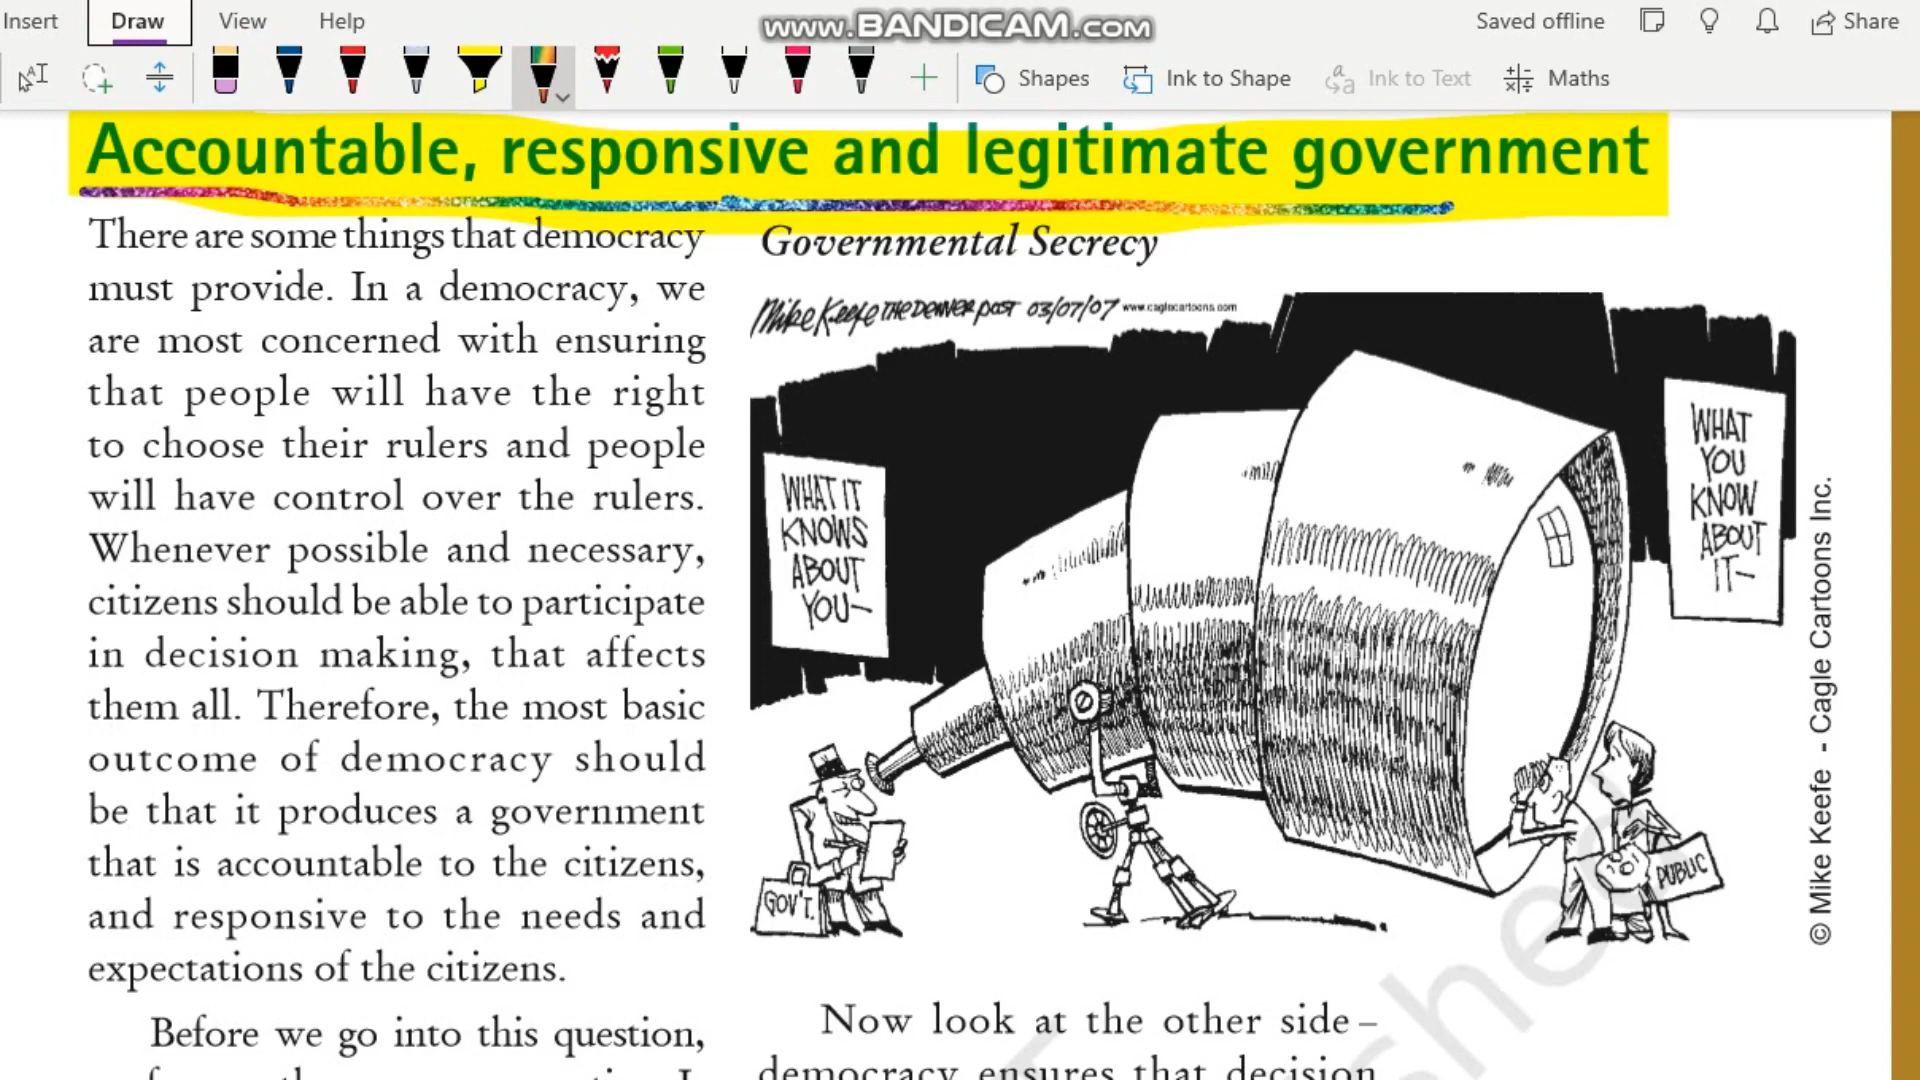 Insert Draw View Help
www.BANDICAM.com
Saved offline
Share
Shapes Ink to Shape Ink to Text Maths
Accountable, responsive and legitimate government
There are some things that democracy
must provide. In a democracy, we
are most concerned with ensuring
that people will have the right
to choose their rulers and people
will have control over the rulers.
Whenever possible and necessary,
citizens should be able to participate
in decision making, that affects
them all. Therefore, the most basic
outcome of democracy should
be that it produces a government
that is accountable to the citizens,
and responsive to the needs and
expectations of the citizens.
Before we go into this question,
Governmental Secrecy
Mike Keefe THE DENVER POST 03/07/07 www.caglecartoons.com
WHAT IT
KNOWS
ABOUT
YOU—
WHAT
YOU
KNOW
ABOUT
IT—
GOV'T.
PUBLIC
© Mike Keefe - Cagle Cartoons Inc.
Now look at the other side –
democracy ensures that decision